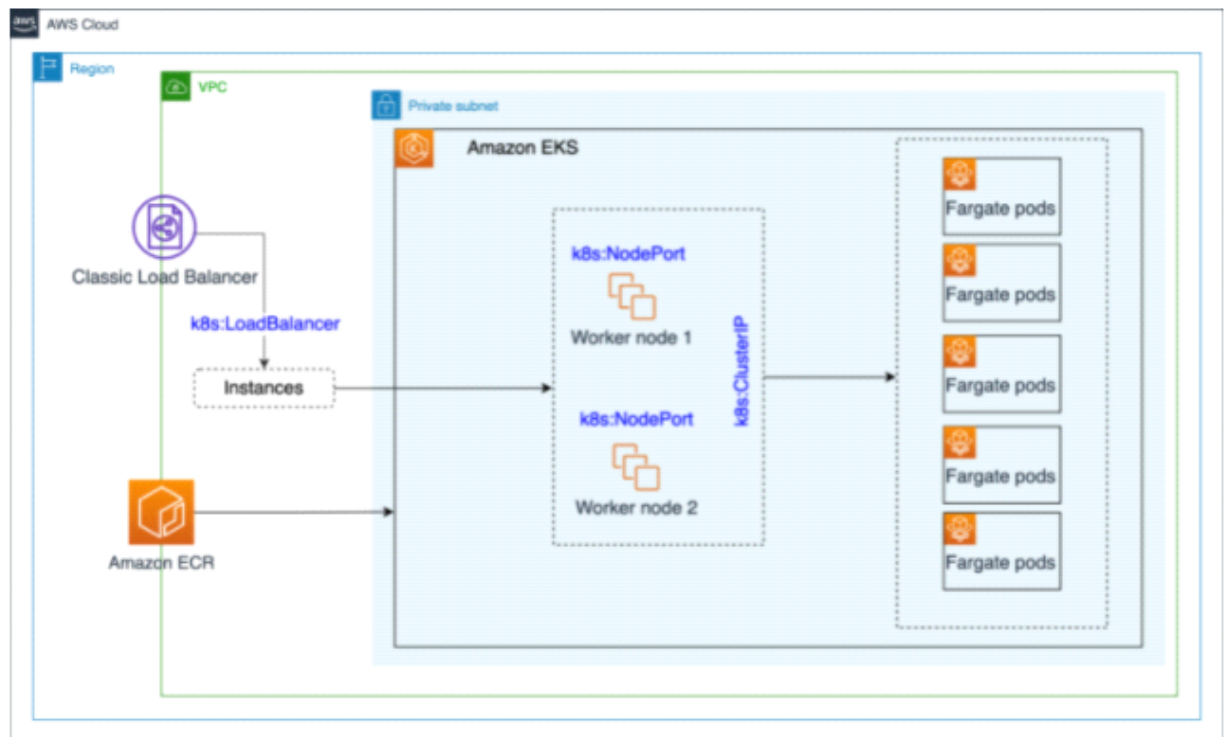 aws
AWS Cloud
Region
VPC
Private subnet
Amazon EKS
Classic Load Balancer
k8s:LoadBalancer
Instances
Amazon ECR
k8s:NodePort
Worker node 1
k8s:NodePort
Worker node 2
k8s:ClusterIP
Fargate pods
Fargate pods
Fargate pods
Fargate pods
Fargate pods